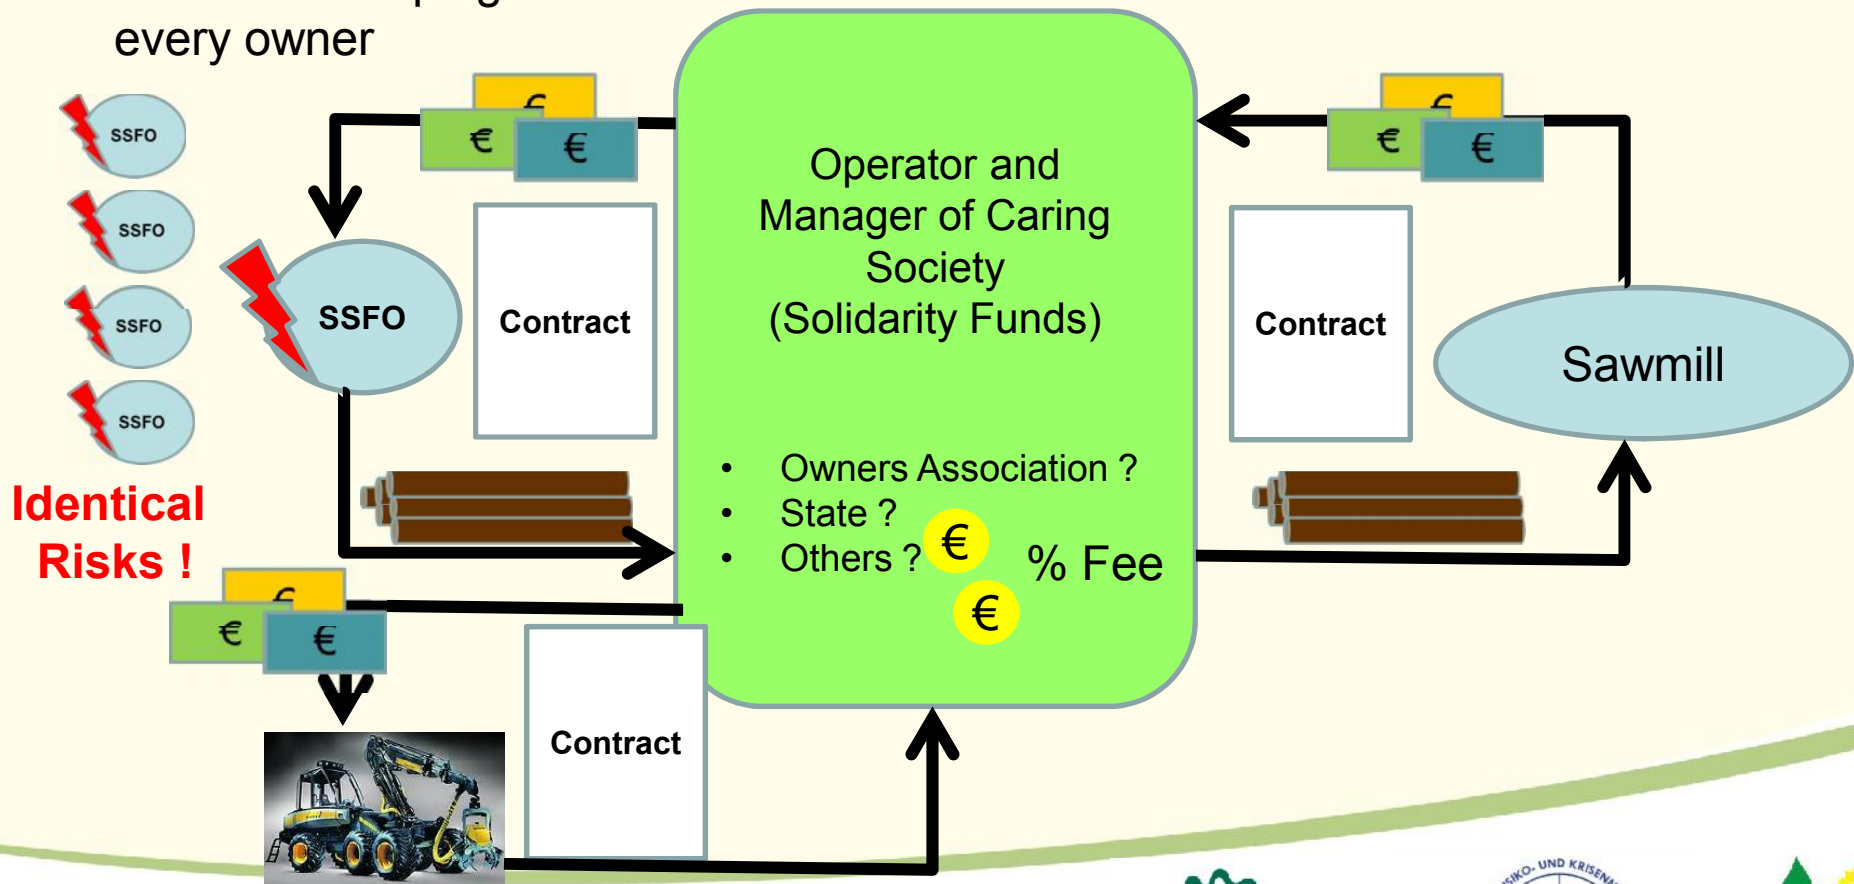 every owner
€
€ €
€
€ €
SSFO
SSFO
SSFO
SSFO
Identical
Risks !
SSFO
Contract
Operator and
Manager of Caring
Society
(Solidarity Funds)
• Owners Association ?
• State ?
• Others ?
€
€
% Fee
Contract
Sawmill
€
€ €
Contract